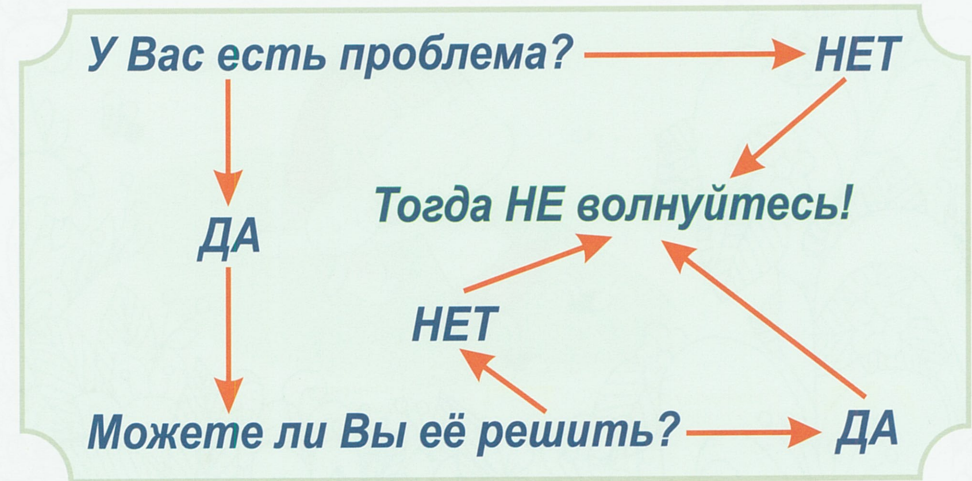 У Вас есть проблема? НЕТ
Тогда НЕ волнуйтесь!
ДА
НЕТ
Можете ли Вы её решить? ДА